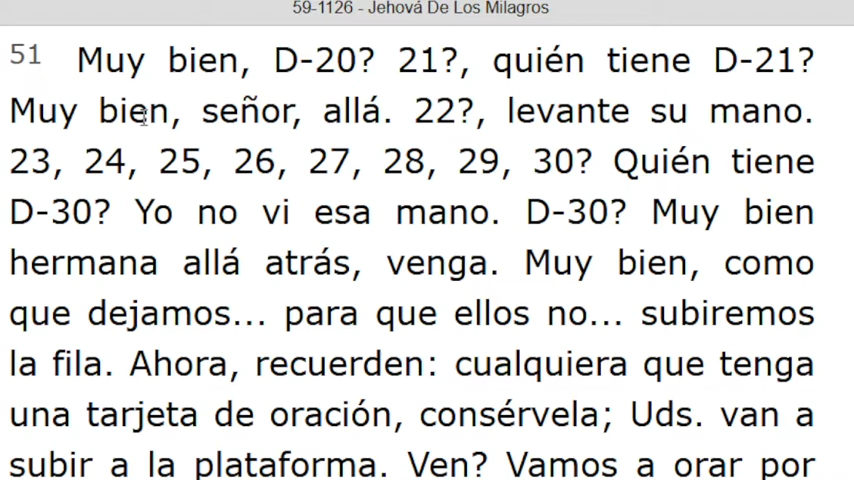 59-1126 - Jehová De Los Milagros
51 Muy bien, D-20? 21?, quién tiene D-21?
Muy bien, señor, allá. 22?, levante su mano.
23, 24, 25, 26, 27, 28, 29, 30? Quién tiene
D-30? Yo no vi esa mano. D-30? Muy bien
hermana allá atrás, venga. Muy bien, como
que dejamos... para que ellos no... subiremos
la fila. Ahora, recuerden: cualquiera que tenga
una tarjeta de oración, consérvela; Uds. van a
subir a la plataforma. Ven? Vamos a orar por